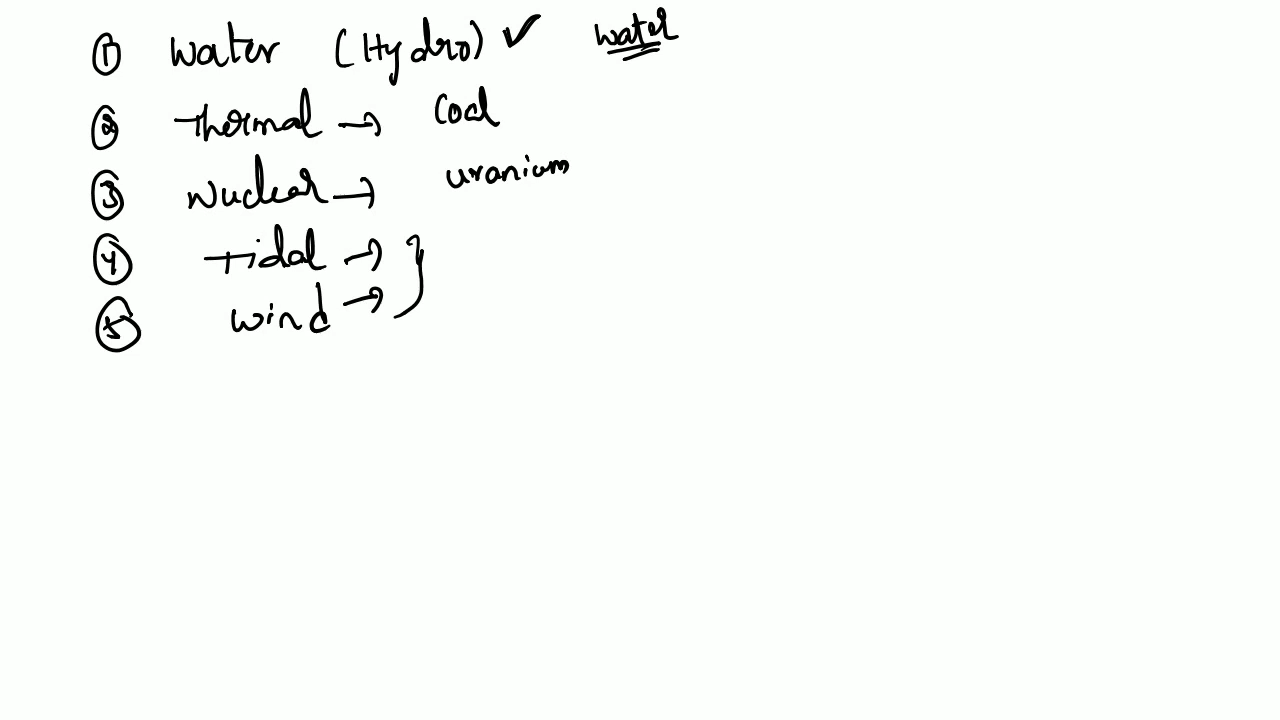 ① Water (Hydro) ✓ water
② Thermal → Coal
③ Nuclear → uranium
④ Tidal → }
⑤ wind →